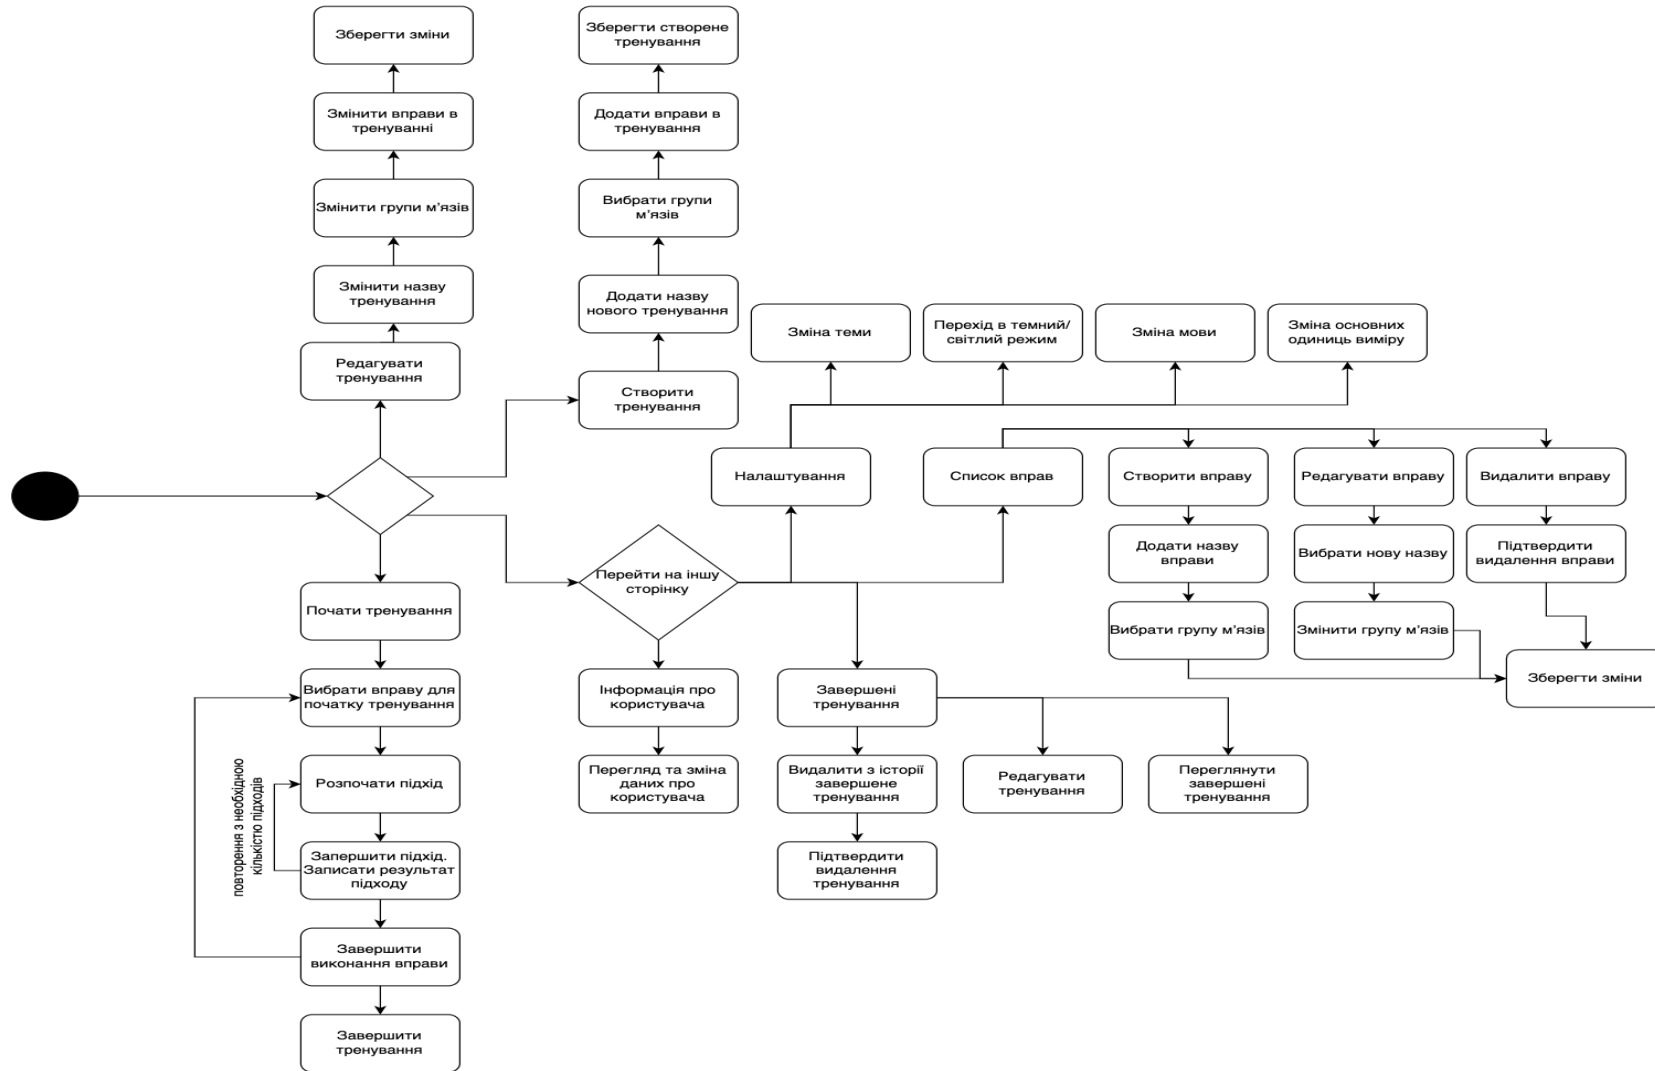 Зберегти зміни
Змінити вправи в
тренуванні
Змінити групи м'язів
Змінити назву
тренування
Редагувати
тренування
Зберегти створене
тренування
Додати вправи в
тренування
Вибрати групи
м'язів
Додати назву
нового тренування
Створити
тренування
Зміна теми
Перехід в темний/
світлий режим
Зміна мови
Зміна основних
одиниць виміру
Налаштування
Список вправ
Створити вправу
Редагувати вправу
Видалити вправу
Додати назву
вправи
Вибрати нову назву
Підтвердити
видалення вправи
Вибрати групу м'язів
Змінити групу м'язів
Зберегти зміни
Перейти на іншу
сторінку
Почати тренування
Вибрати вправу для
початку тренування
Розпочати підхід
повторення з необхідною
кількістю підходів
Запершити підхід.
Записати результат
підходу
Завершити
виконання вправи
Завершити
тренування
Інформація про
користувача
Перегляд та зміна
даних про
користувача
Завершені
тренування
Видалити з історії
завершене
тренування
Редагувати
тренування
Переглянути
завершені
тренування
Підтвердити
видалення
тренування